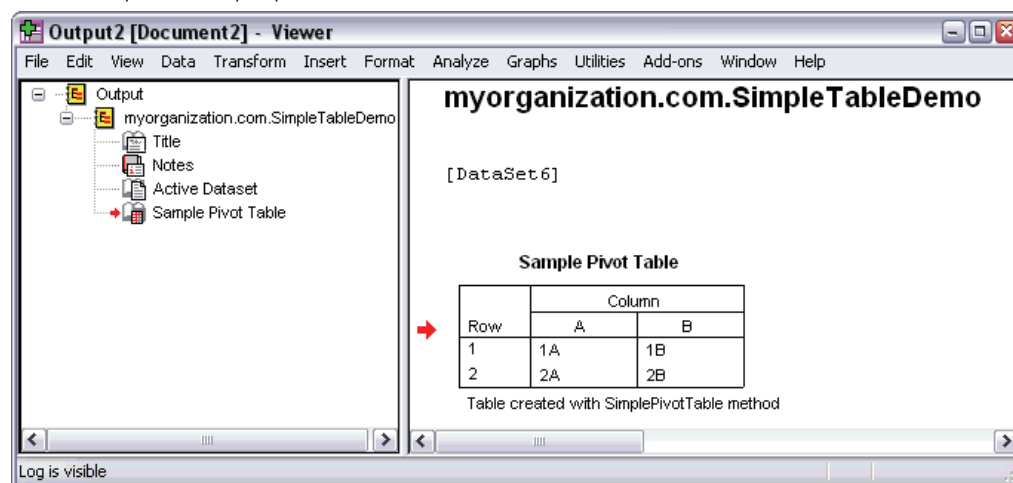 Output2 [Document2] - Viewer
File Edit View Data Transform Insert Format Analyze Graphs Utilities Add-ons Window Help
Output
myorganization.com.SimpleTableDemo
Title
Notes
Active Dataset
Sample Pivot Table
myorganization.com.SimpleTableDemo
[DataSet6]
Sample Pivot Table
Column
Row A B
1 1A 1B
2 2A 2B
Table created with SimplePivotTable method
Log is visible